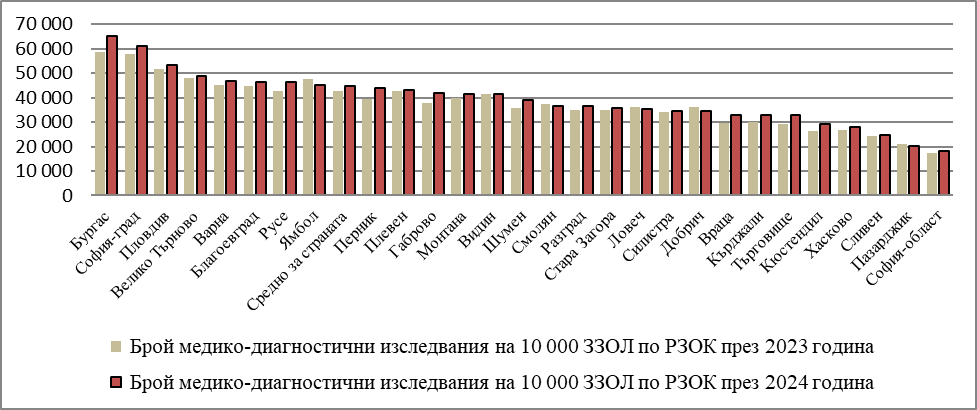 70 000
60 000
50 000
40 000
30 000
20 000
10 000
0
Бургас
София-град
Пловдив
Велико Търново
Варна
Благоевград
Русе
Ямбол
Средно за страната
Перник
Плевен
Габрово
Монтана
Видин
Шумен
Смолян
Разград
Стара Загора
Ловеч
Силистра
Добрич
Враца
Кърджали
Търговище
Кюстендил
Хасково
Сливен
Пазарджик
София-област
Брой медико-диагностични изследвания на 10 000 ЗЗОЛ по РЗОК през 2023 година
Брой медико-диагностични изследвания на 10 000 ЗЗОЛ по РЗОК през 2024 година